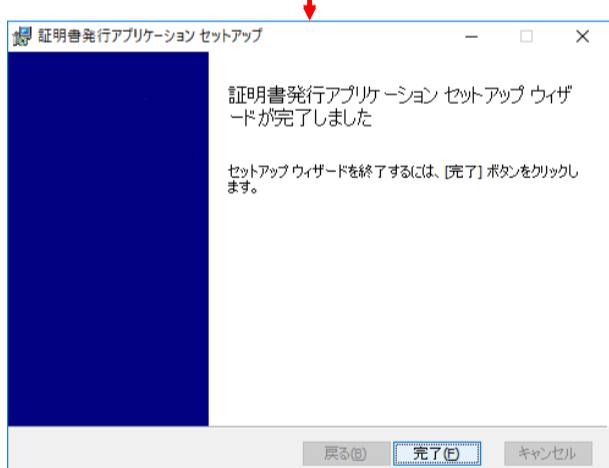 証明書発行アプリケーション セットアップ
証明書発行アプリケーション セットアップ ウィザ
ードが完了しました
セットアップ ウィザードを終了するには、[完了] ボタンをクリックし
ます。
戻る(B) 完了(F) キャンセル